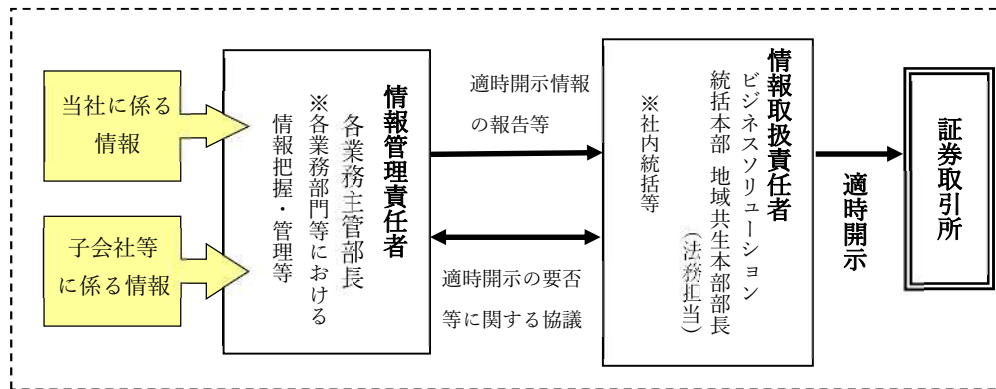 当社に係る
情報
子会社等
に係る情報
情報管理責任者
各業務主管部長
※各業務部門等における
情報把握・管理等
適時開示情報
の報告等
適時開示の要否
等に関する協議
情報取扱責任者
ビジネスソリューション
統括本部 地域共生本部部長
(法務担当)
※社内統括等
適時開示
証券取引所